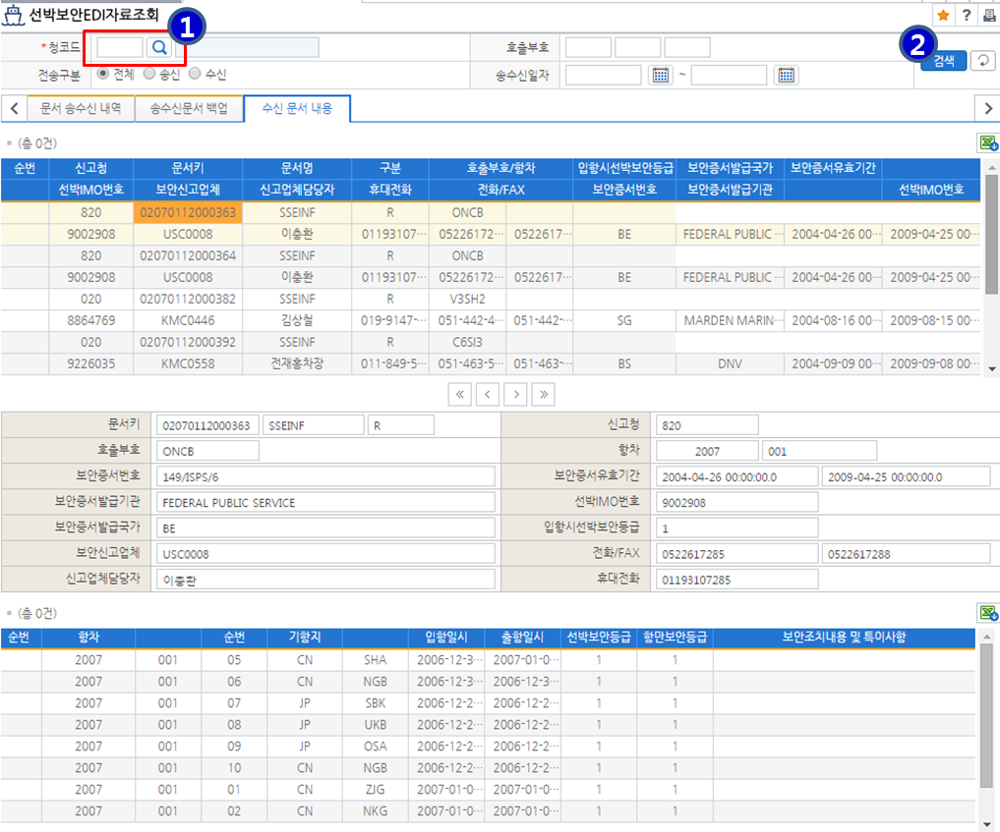 선박보안EDI자료조회
?
1
2
*청코드 호출부호
검색
전송구분 전체 송신 수신 송수신일자 ~
문서 송수신 내역 송수신문서 백업 수신 문서 내용
(총 0건)
순번 신고청 문서키 문서명 구분 호출부호/항차 입항시선박보안등급 보안증서발급국가 보안증서유효기간
선박IMO번호 보안신고업체 신고업체담당자 휴대전화 전화/FAX 보안증서번호 보안증서발급기관 선박IMO번호
820 02070112000363 SSEINF R ONCB
9002908 USC0008 이충환 01193107··· 05226172··· 0522617··· BE FEDERAL PUBLIC ··· 2004-04-26 00··· 2009-04-25 00···
820 02070112000364 SSEINF R ONCB
9002908 USC0008 이충환 01193107··· 05226172··· 0522617··· BE FEDERAL PUBLIC ··· 2004-04-26 00··· 2009-04-25 00···
020 02070112000382 SSEINF R V3SH2
8864769 KMC0446 김상철 019-9147-··· 051-442-4··· 051-442-··· SG MARDEN MARIN··· 2004-08-16 00··· 2009-08-15 00···
020 02070112000392 SSEINF R C6SI3
9226035 KMC0558 전재홍차장 011-849-5··· 051-463-5··· 051-463-··· BS DNV 2004-09-09 00··· 2009-09-08 00···
« < > »
문서키 02070112000363 SSEINF R 신고청 820
호출부호 ONCB 항차 2007 001
보안증서번호 149/ISPS/6 보안증서유효기간 2004-04-26 00:00:00.0 2009-04-25 00:00:00.0
보안증서발급기관 FEDERAL PUBLIC SERVICE 선박IMO번호 9002908
보안증서발급국가 BE 입항시선박보안등급 1
보안신고업체 USC0008 전화/FAX 0522617285 0522617288
신고업체담당자 이충환 휴대전화 01193107285
(총 0건)
순번 항차 순번 기항지 입항일시 출항일시 선박보안등급 항만보안등급 보안조치내용 및 특이사항
2007 001 05 CN SHA 2006-12-3··· 2007-01-0··· 1 1
2007 001 06 CN NGB 2006-12-3··· 2006-12-3··· 1 1
2007 001 07 JP SBK 2006-12-2··· 2006-12-2··· 1 1
2007 001 08 JP UKB 2006-12-2··· 2006-12-2··· 1 1
2007 001 09 JP OSA 2006-12-2··· 2006-12-2··· 1 1
2007 001 10 CN NGB 2006-12-2··· 2006-12-2··· 1 1
2007 001 01 CN ZJG 2007-01-0··· 2007-01-0··· 1 1
2007 001 02 CN NKG 2007-01-0··· 2007-01-0··· 1 1